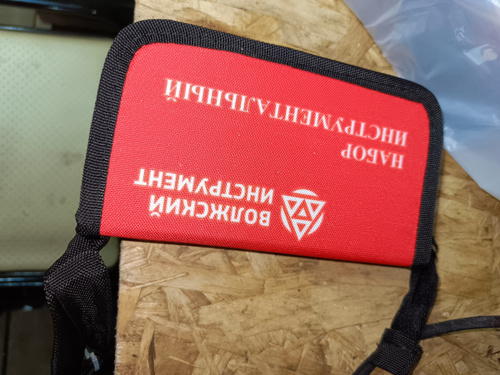 ВОЛЖСКИЙ
ИНСТРУМЕНТ
НАБОР
ИНСТРУМЕНТАЛЬНЫЙ